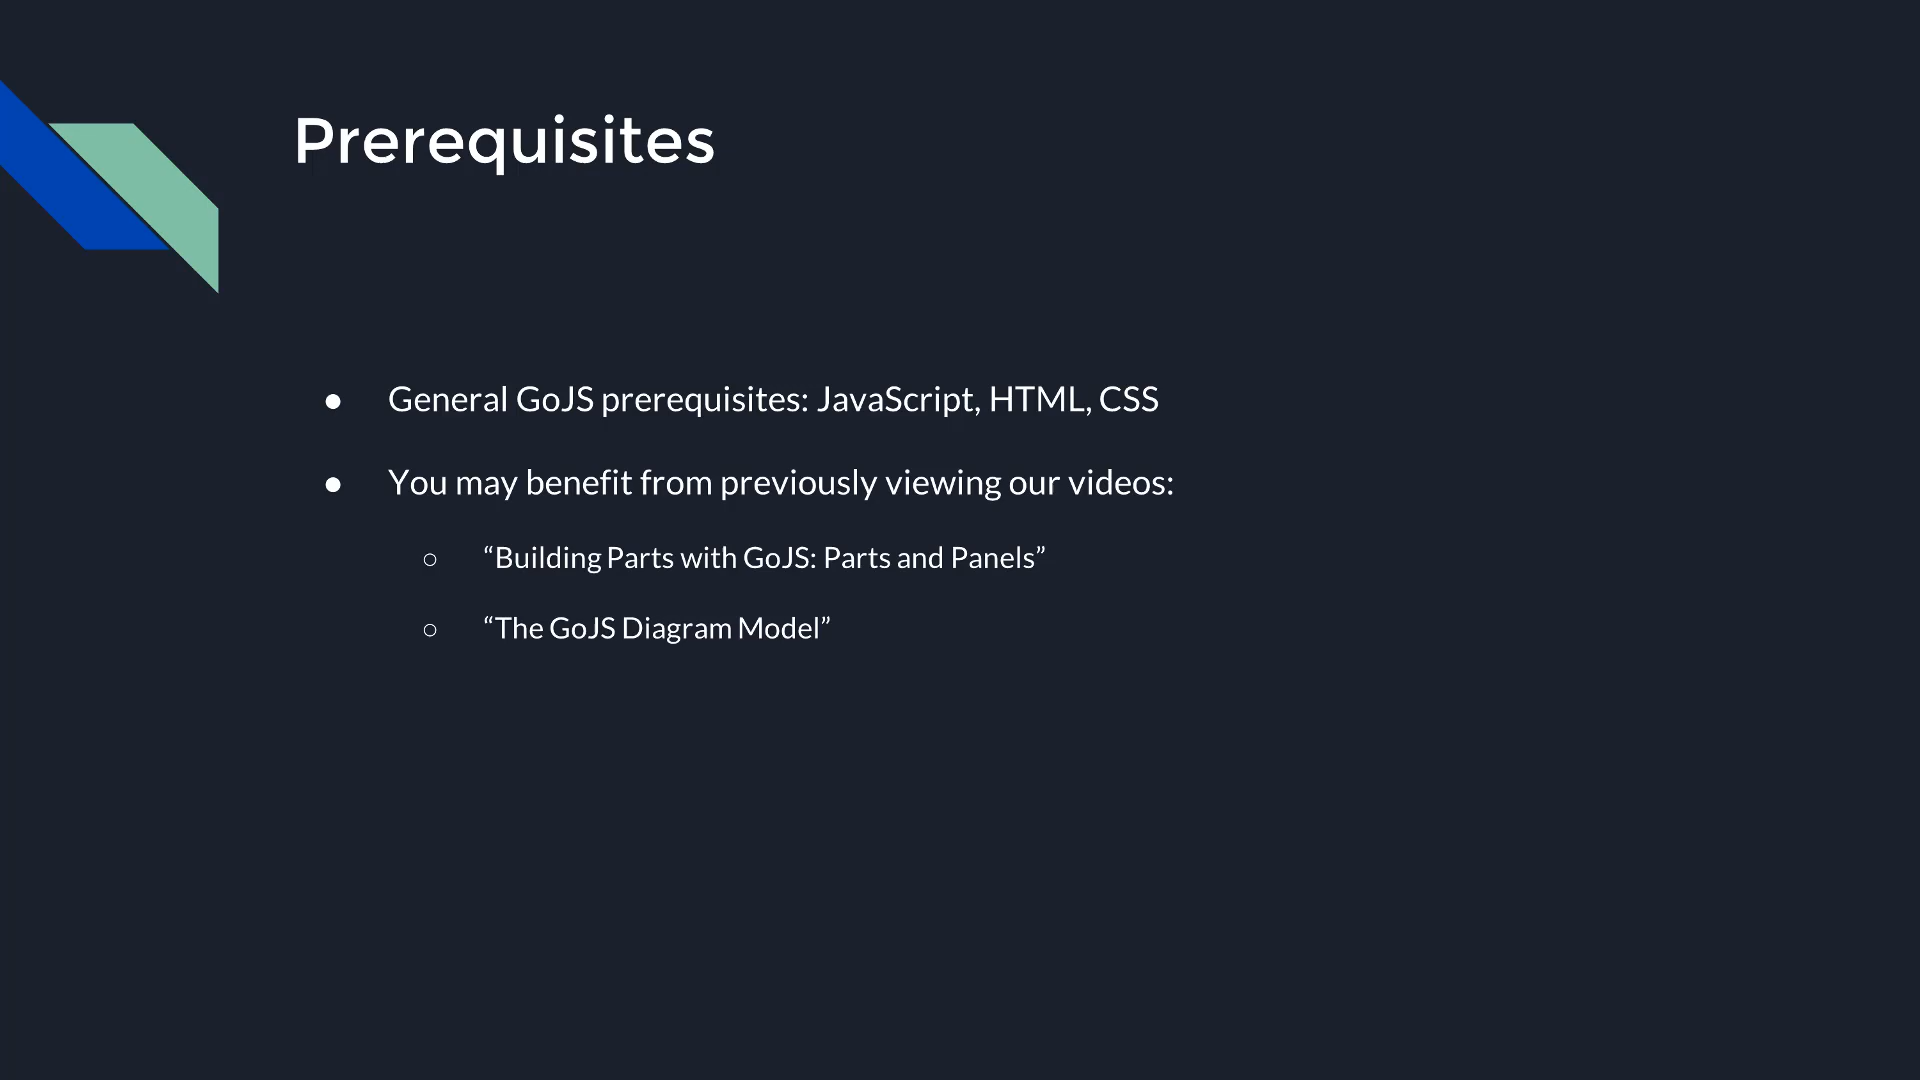 Prerequisites
● General GoJS prerequisites: JavaScript, HTML, CSS
● You may benefit from previously viewing our videos:
○ “Building Parts with GoJS: Parts and Panels”
○ “The GoJS Diagram Model”